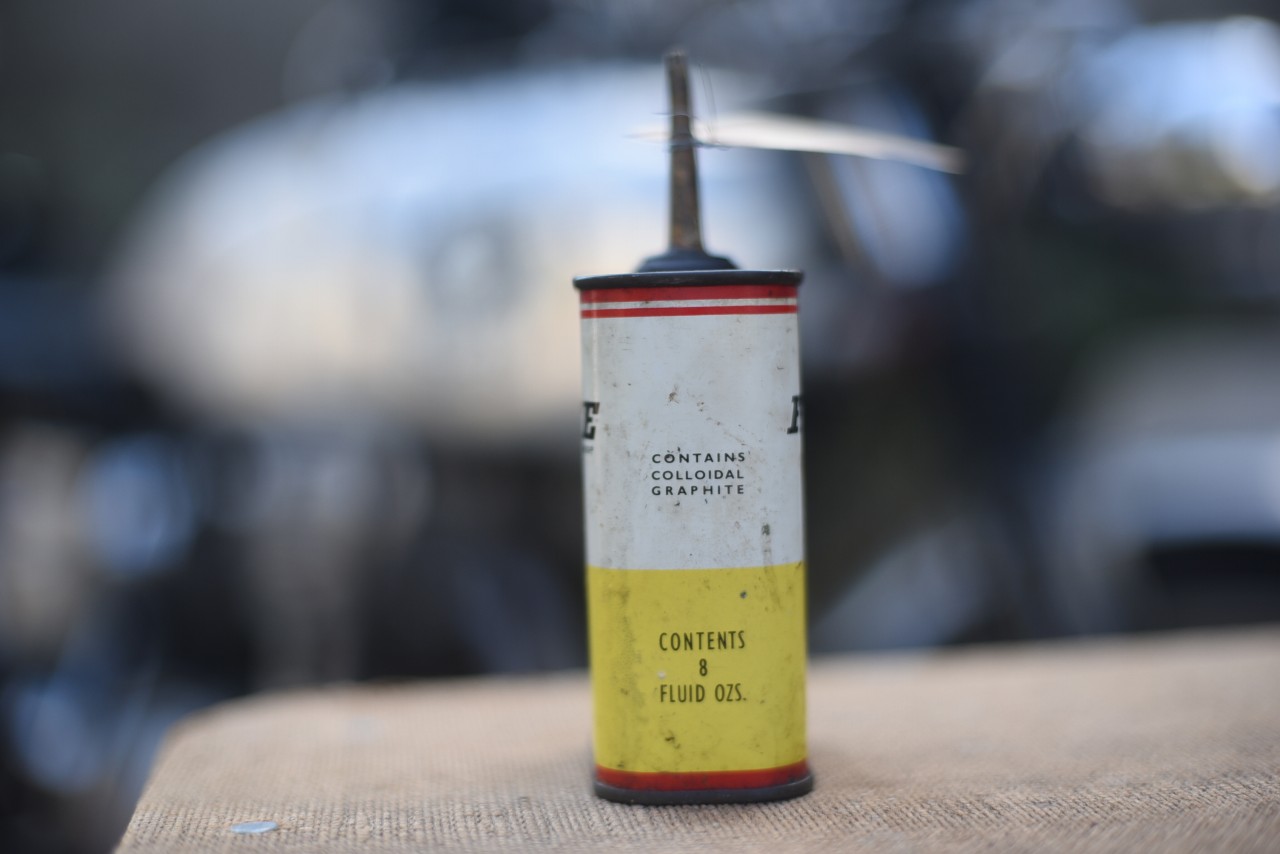 E
CONTAINS
COLLOIDAL
GRAPHITE
CONTENTS
8
FLUID OZS.